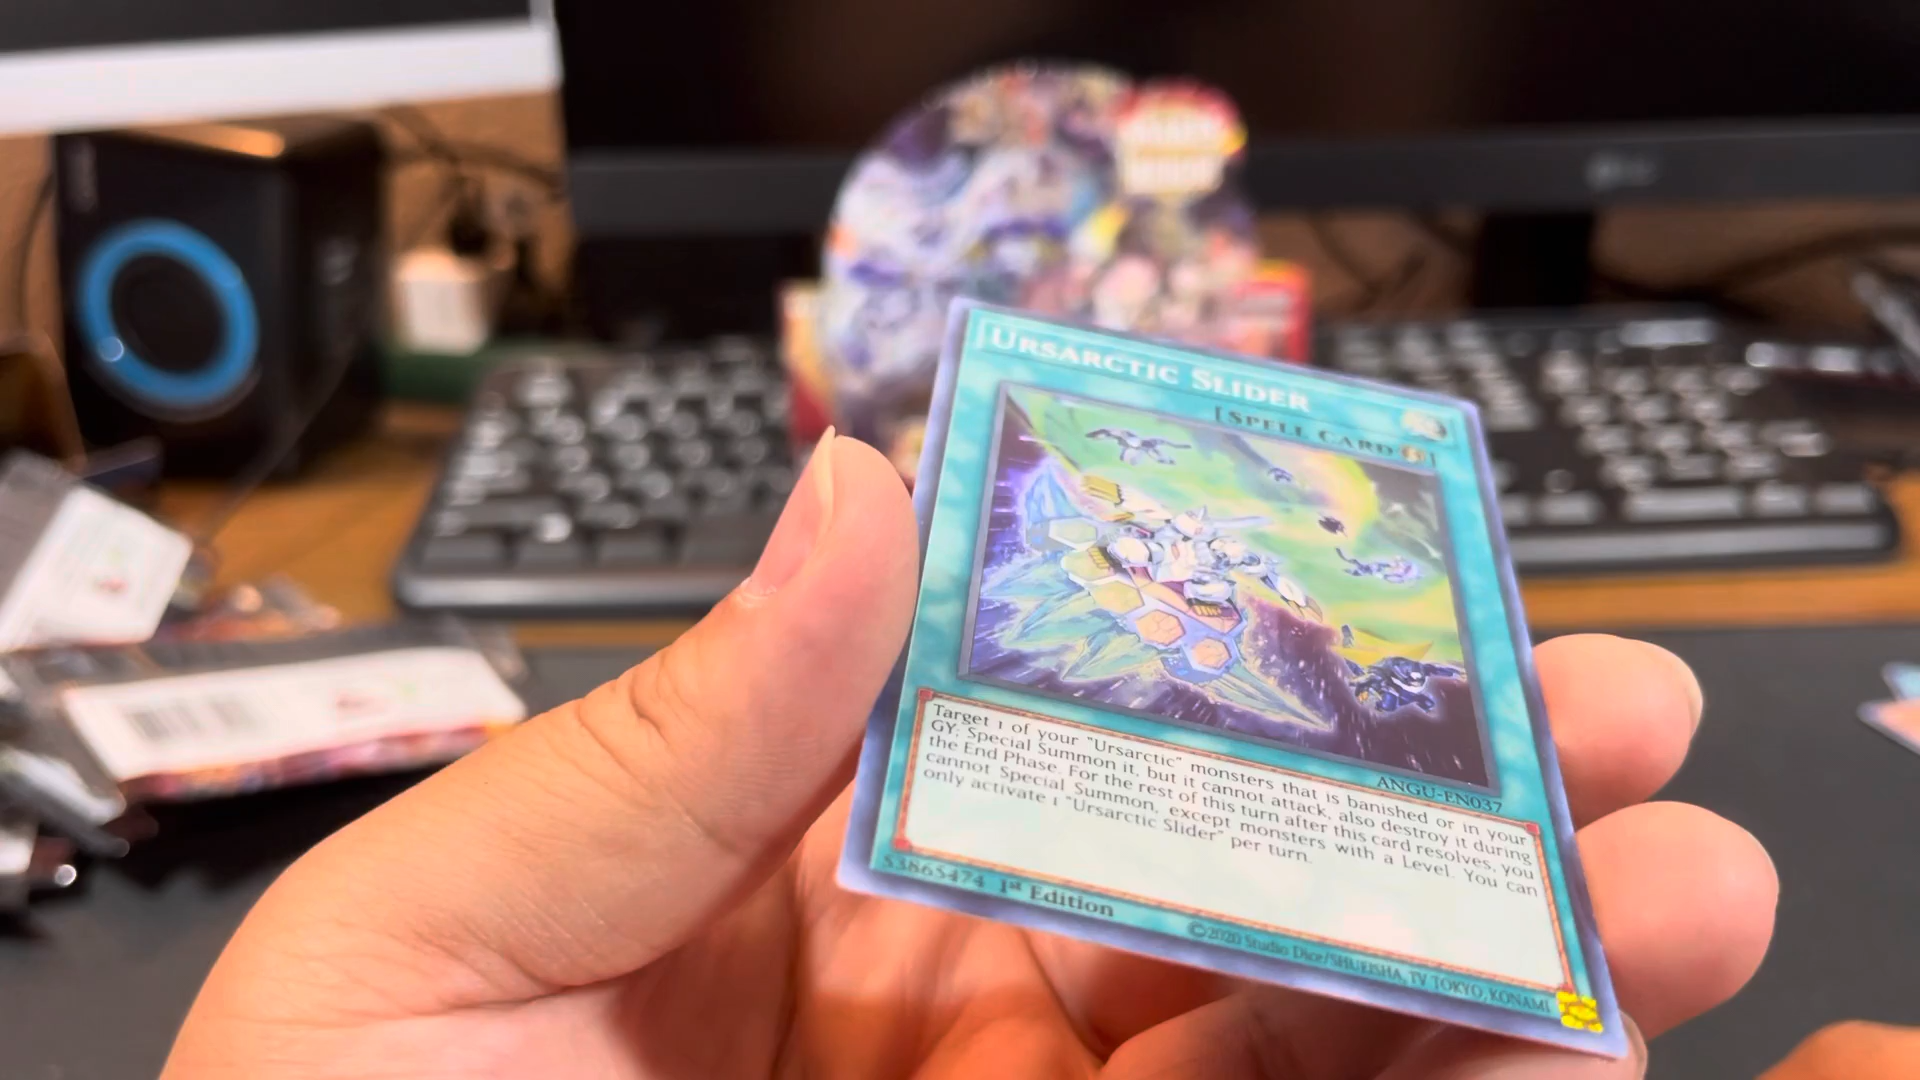 URSARCTIC SLIDER
[SPELL CARD ]
ANGU-EN037
Target 1 of your "Ursarctic" monsters that is banished or in your
GY; Special Summon it, but it cannot attack, also destroy it during
the End Phase. For the rest of this turn after this card resolves, you
cannot Special Summon, except monsters with a Level. You can
only activate 1 "Ursarctic Slider" per turn.
53865474 1st Edition
©2020 Studio Dice/SHUEISHA, TV TOKYO, KONAMI